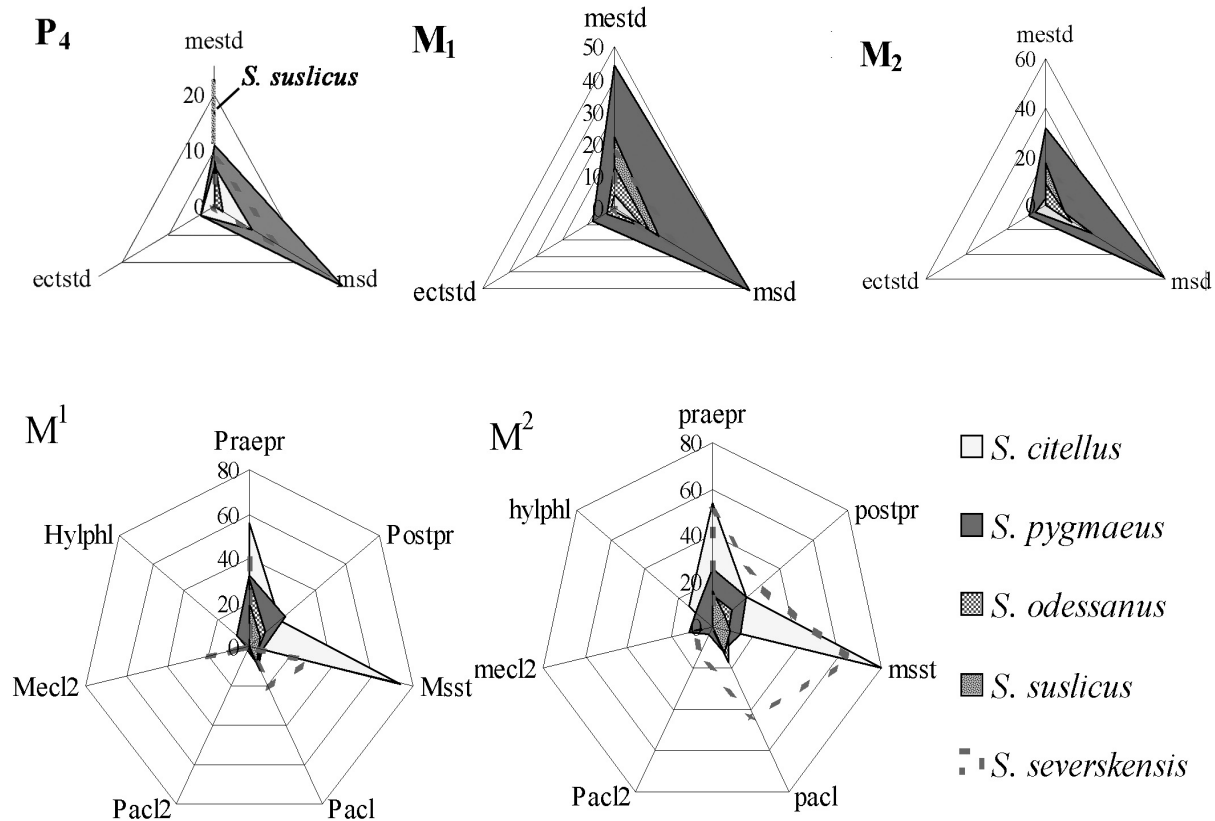 P4
mestd
S. suslicus
20
10
0
ectstd
msd
M1
mestd
50
40
30
20
10
0
ectstd
msd
M2
mestd
60
40
20
0
ectstd
msd
M1
Praepr
80
60
40
20
0
Hylphl
Postpr
Mecl2
Msst
Pacl2
Pacl
M2
praepr
80
60
40
20
0
hylphl
postpr
mecl2
msst
Pacl2
pacl
S. citellus
S. pygmaeus
S. odessanus
S. suslicus
S. severskensis